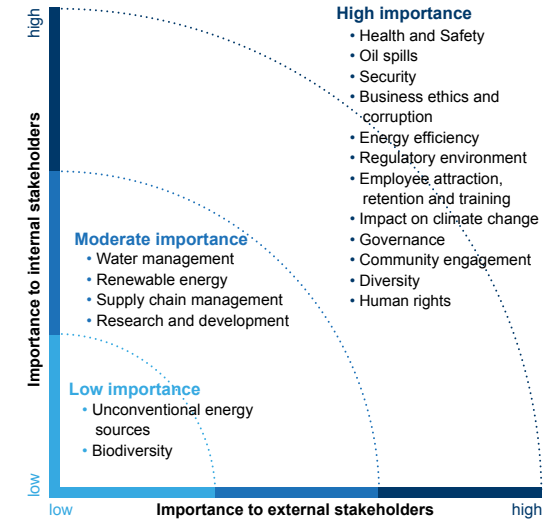 high
Importance to internal stakeholders
low
High importance
• Health and Safety
• Oil spills
• Security
• Business ethics and
corruption
• Energy efficiency
• Regulatory environment
• Employee attraction,
retention and training
• Impact on climate change
• Governance
• Community engagement
• Diversity
• Human rights
Moderate importance
• Water management
• Renewable energy
• Supply chain management
• Research and development
Low importance
• Unconventional energy
sources
• Biodiversity
low
Importance to external stakeholders
high